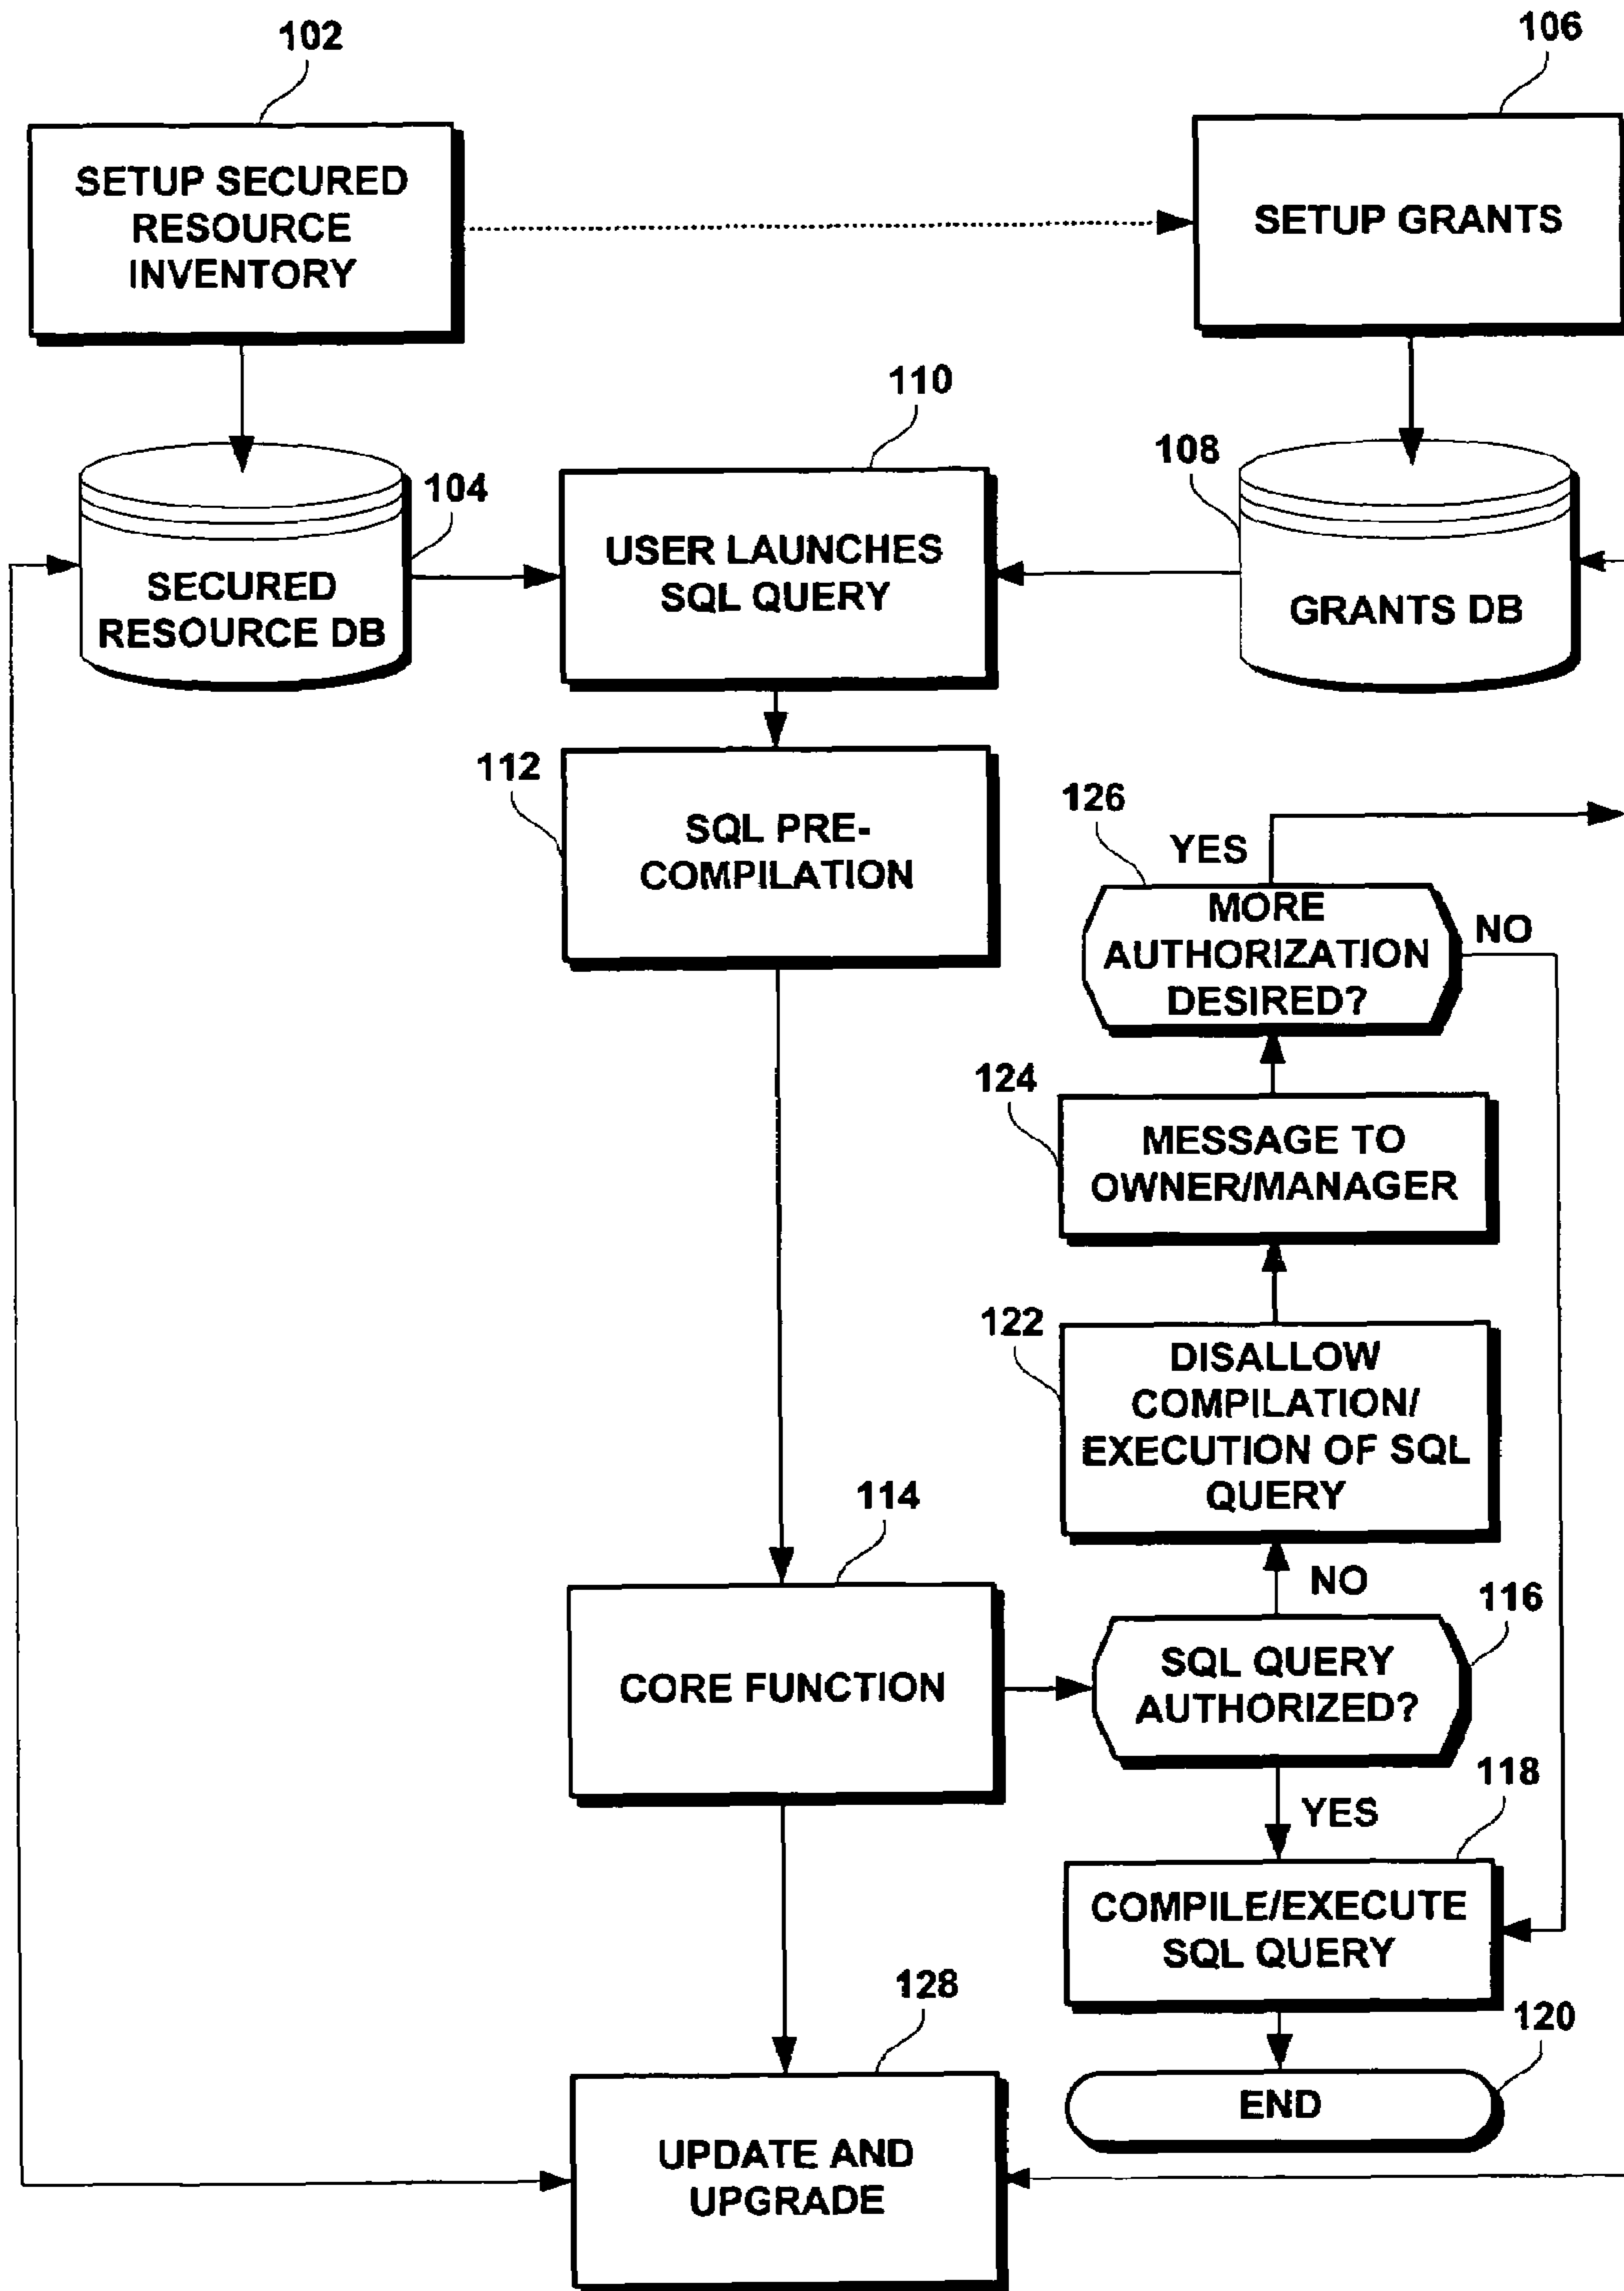 102
106
SETUP SECURED
RESOURCE
INVENTORY
SETUP GRANTS
110
108
104
SECURED
RESOURCE DB
USER LAUNCHES
SQL QUERY
GRANTS DB
112
SQL PRE-
COMPILATION
126
YES
MORE
AUTHORIZATION
DESIRED?
NO
124
MESSAGE TO
OWNER/MANAGER
122
DISALLOW
COMPILATION/
EXECUTION OF SQL
QUERY
114
NO
116
CORE FUNCTION
SQL QUERY
AUTHORIZED?
118
YES
COMPILE/EXECUTE
SQL QUERY
128
120
END
UPDATE AND
UPGRADE